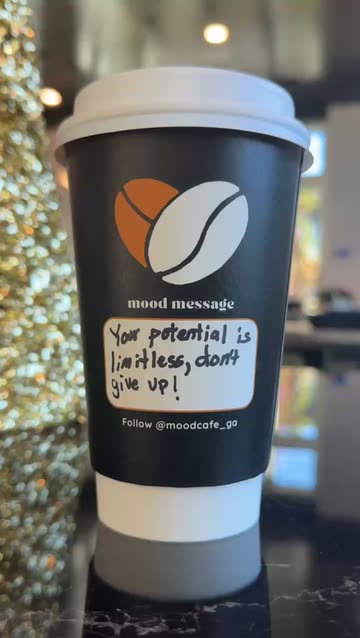 mood message
Your potential is
limitless, don't
give up!
Follow @moodcafe_ga